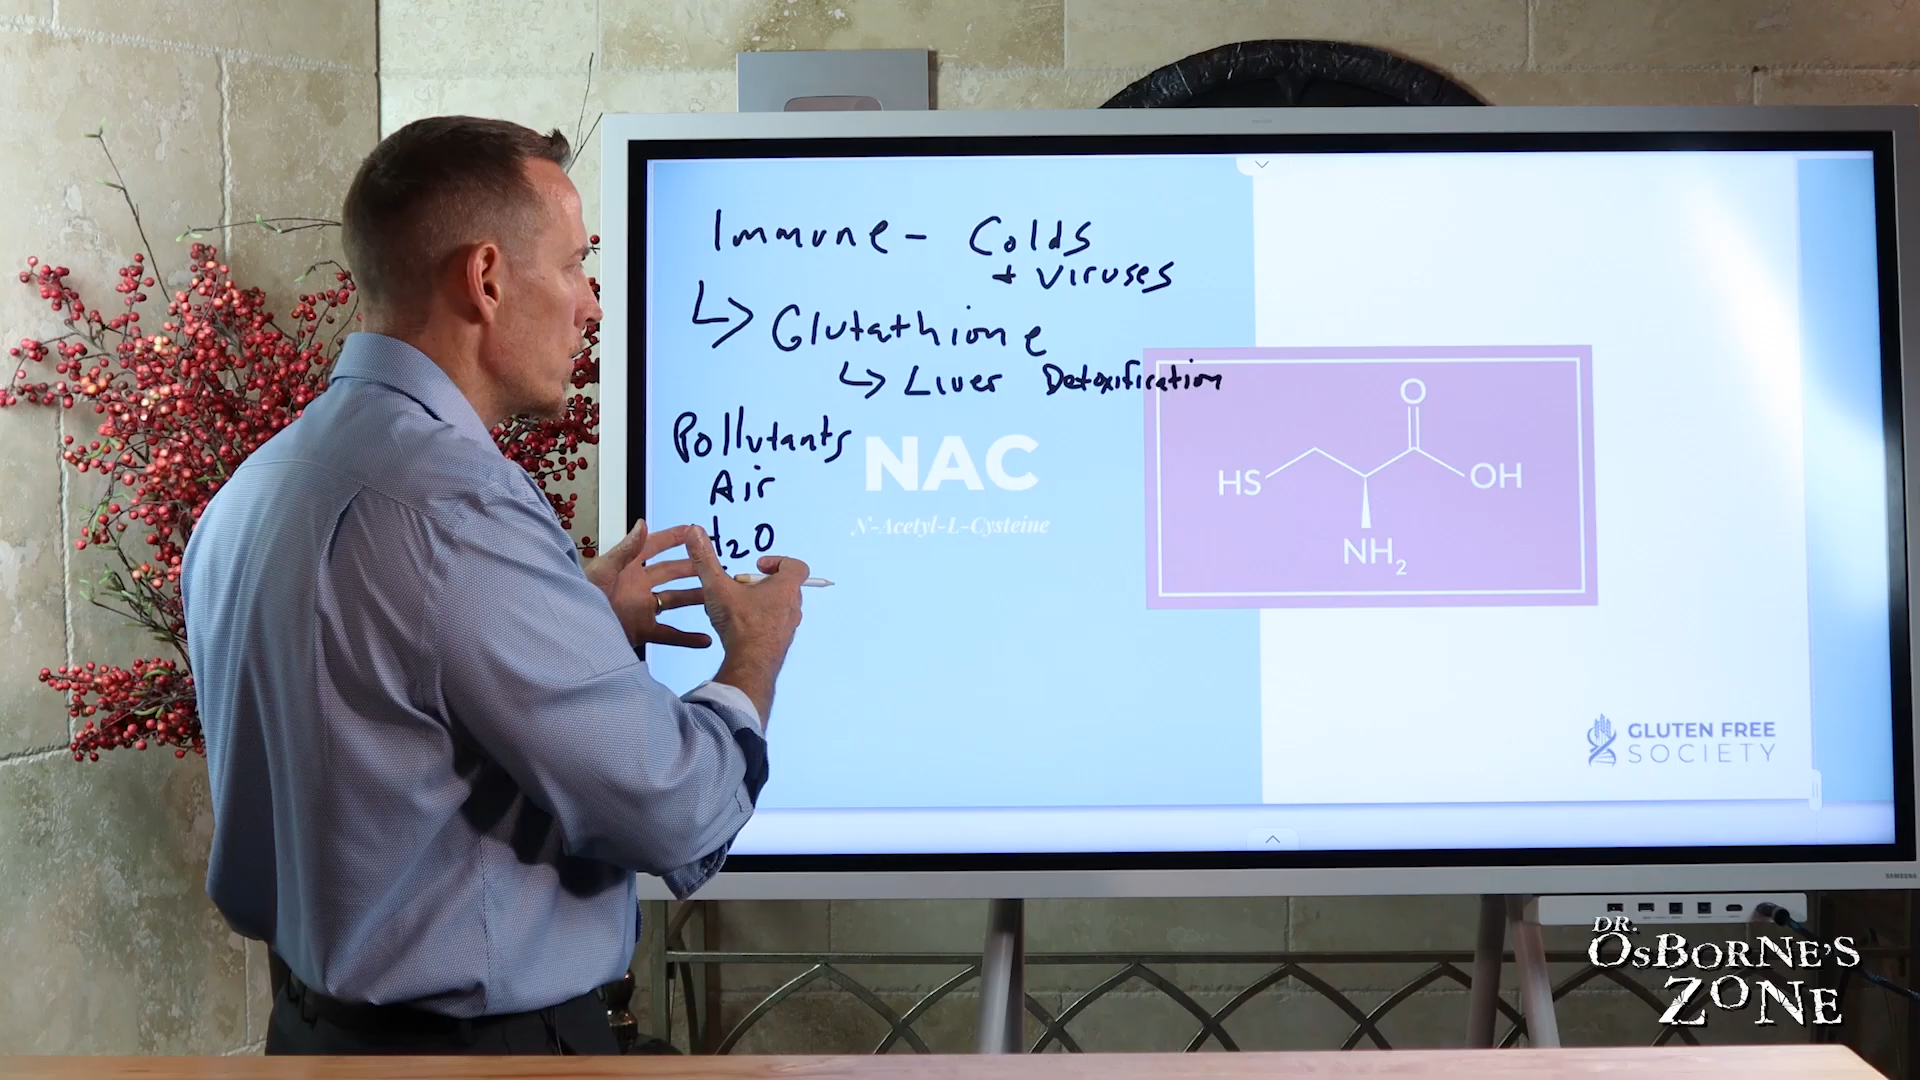 Immune - Colds
+ Viruses
↳ Glutathione
↳ Liver Detoxification
Pollutants
Air
H₂O
NAC
N-Acetyl-L-Cysteine
O
HS
OH
NH₂
GLUTEN FREE
SOCIETY
SAMSUNG
DR.
OSBORNE'S
ZONE